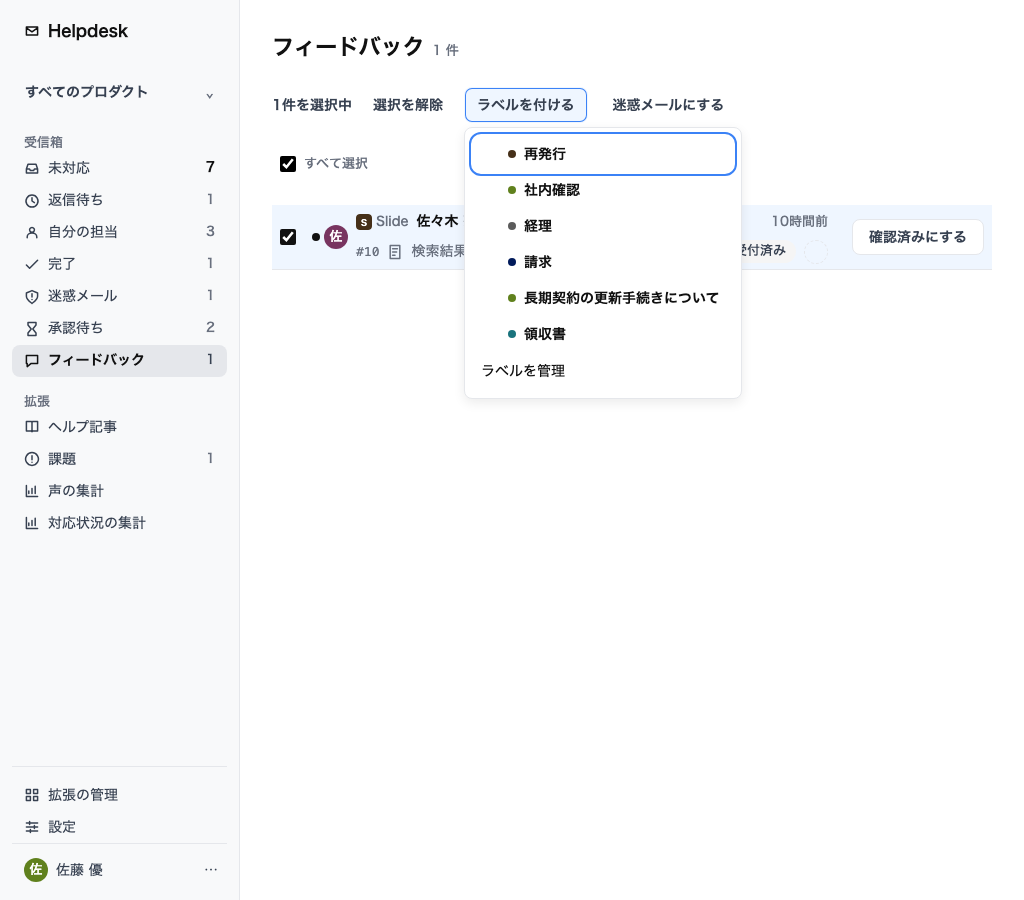 Helpdesk
すべてのプロダクト
受信箱
未対応 7
返信待ち 1
自分の担当 3
完了 1
迷惑メール 1
承認待ち 2
フィードバック 1
拡張
ヘルプ記事
課題 1
声の集計
対応状況の集計
拡張の管理
設定
佐 佐藤 優 ...
フィードバック 1 件
1件を選択中 選択を解除 ラベルを付ける 迷惑メールにする
すべて選択
再発行
社内確認
経理
請求
長期契約の更新手続きについて
領収書
ラベルを管理
佐 S Slide 佐々木 10時間前
#10 検索結果 受付済み
確認済みにする